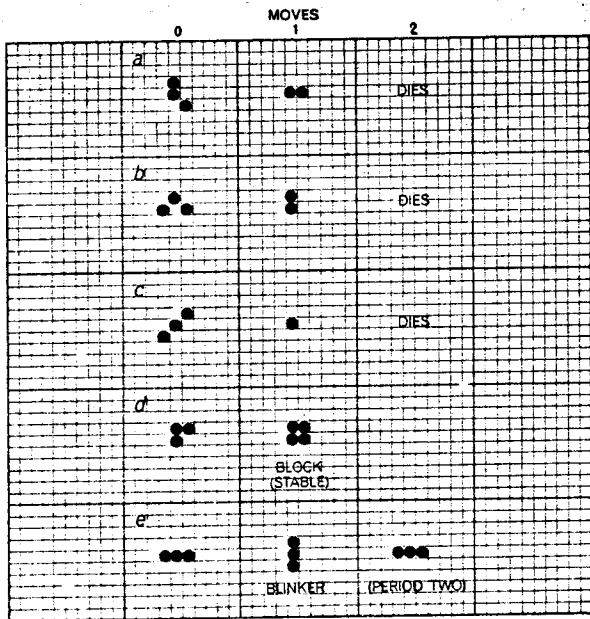 MOVES
0 1 2
a
DIES
b
DIES
c
DIES
d
BLOCK
(STABLE)
e
BLINKER (PERIOD TWO)